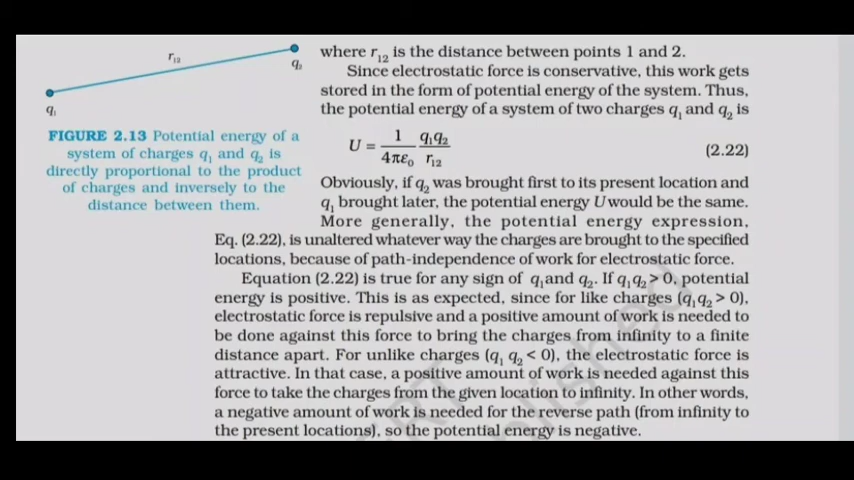 r₁₂
q₁
q₂
FIGURE 2.13 Potential energy of a
system of charges q₁ and q₂ is
directly proportional to the product
of charges and inversely to the
distance between them.
where r₁₂ is the distance between points 1 and 2.
Since electrostatic force is conservative, this work gets
stored in the form of potential energy of the system. Thus,
the potential energy of a system of two charges q₁ and q₂ is
U = 1/4πε₀ q₁q₂/r₁₂ (2.22)
Obviously, if q₂ was brought first to its present location and
q₁ brought later, the potential energy U would be the same.
More generally, the potential energy expression,
Eq. (2.22), is unaltered whatever way the charges are brought to the specified
locations, because of path-independence of work for electrostatic force.
Equation (2.22) is true for any sign of q₁and q₂. If q₁q₂ > 0, potential
energy is positive. This is as expected, since for like charges (q₁q₂ > 0),
electrostatic force is repulsive and a positive amount of work is needed to
be done against this force to bring the charges from infinity to a finite
distance apart. For unlike charges (q₁ q₂ < 0), the electrostatic force is
attractive. In that case, a positive amount of work is needed against this
force to take the charges from the given location to infinity. In other words,
a negative amount of work is needed for the reverse path (from infinity to
the present locations), so the potential energy is negative.